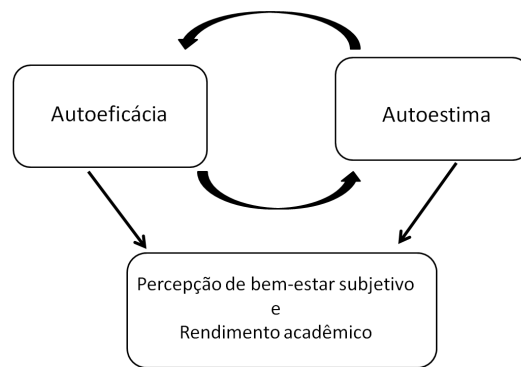 Autoeficácia
Autoestima
Percepção de bem-estar subjetivo
e
Rendimento acadêmico